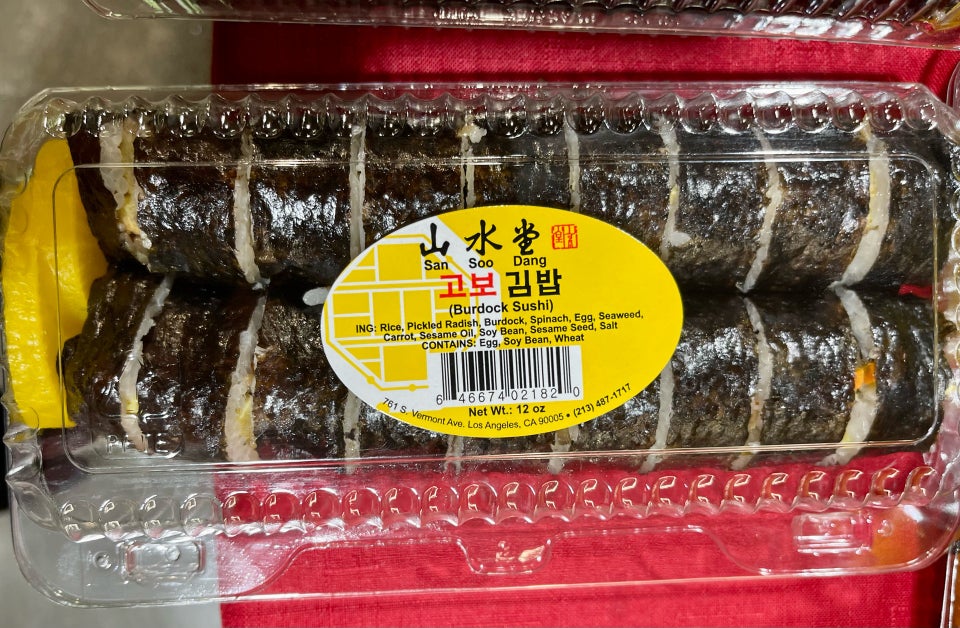 山水堂
San Soo Dang
고보 김밥
(Burdock Sushi)
ING: Rice, Pickled Radish, Burdock, Spinach, Egg, Seaweed,
Carrot, Sesame Oil, Soy Bean, Sesame Seed, Salt
CONTAINS: Egg, Soy Bean, Wheat
6 46674 02182 0
Net Wt.: 12 oz
761 S. Vermont Ave. Los Angeles, CA 90005 • (213) 487-1717